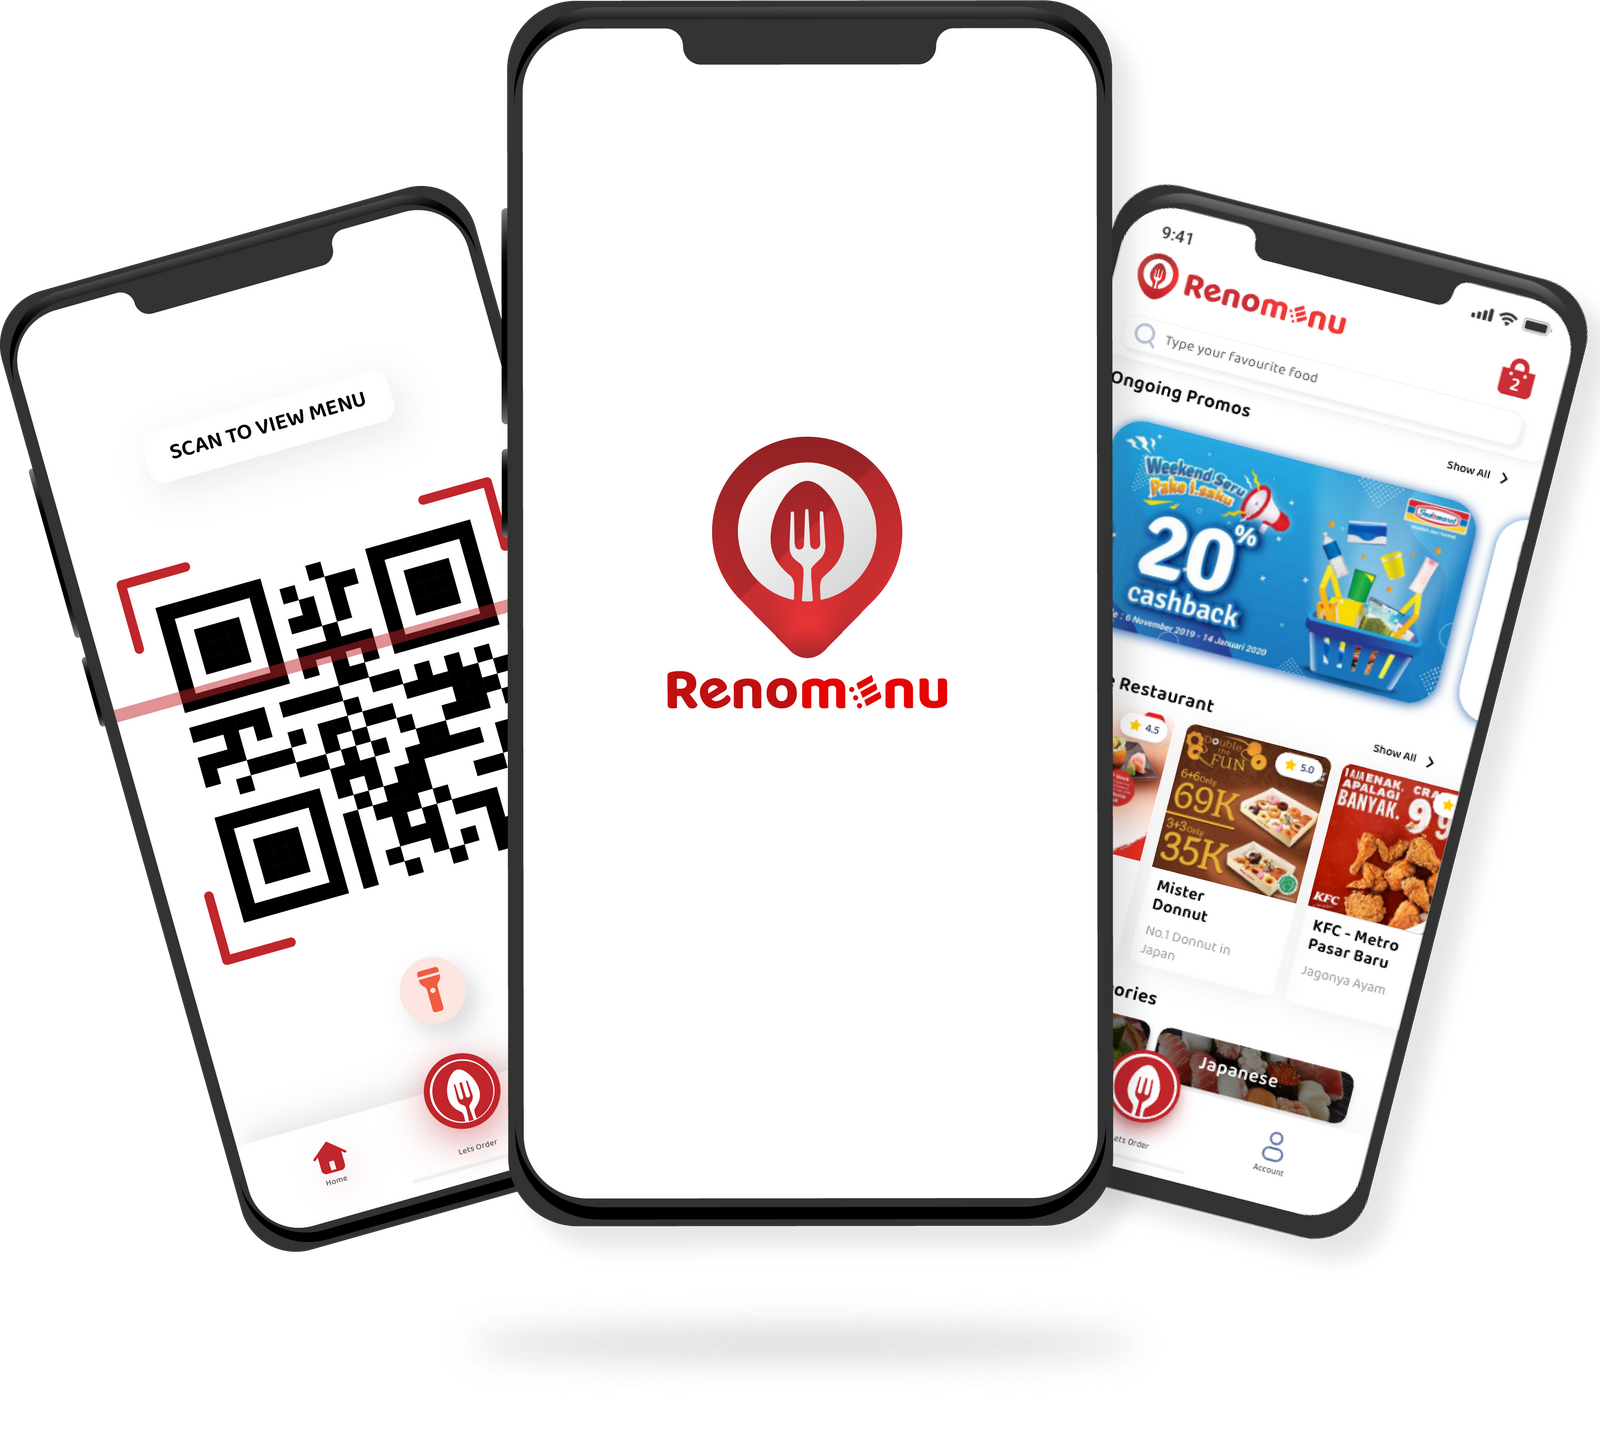 SCAN TO VIEW MENU
Home
Lets Order
Renomenu
9:41
Renomenu
Type your favourite food
2
Ongoing Promos
Show All
Weekend Seru
Pake i.saku
Indomaret
20%
cashback
: 6 November 2019 - 14 Januari 2020
Restaurant
Show All
4.5
Double
the
FUN
5.0
6+6 Only
69K
3+3 Only
35K
Mister
Donnut
No.1 Donnut in
Japan
ENAK,
APALAGI
BANYAK.
CRA
99
KFC
KFC - Metro
Pasar Baru
Jagonya Ayam
ories
Japanese
ets Order
Account